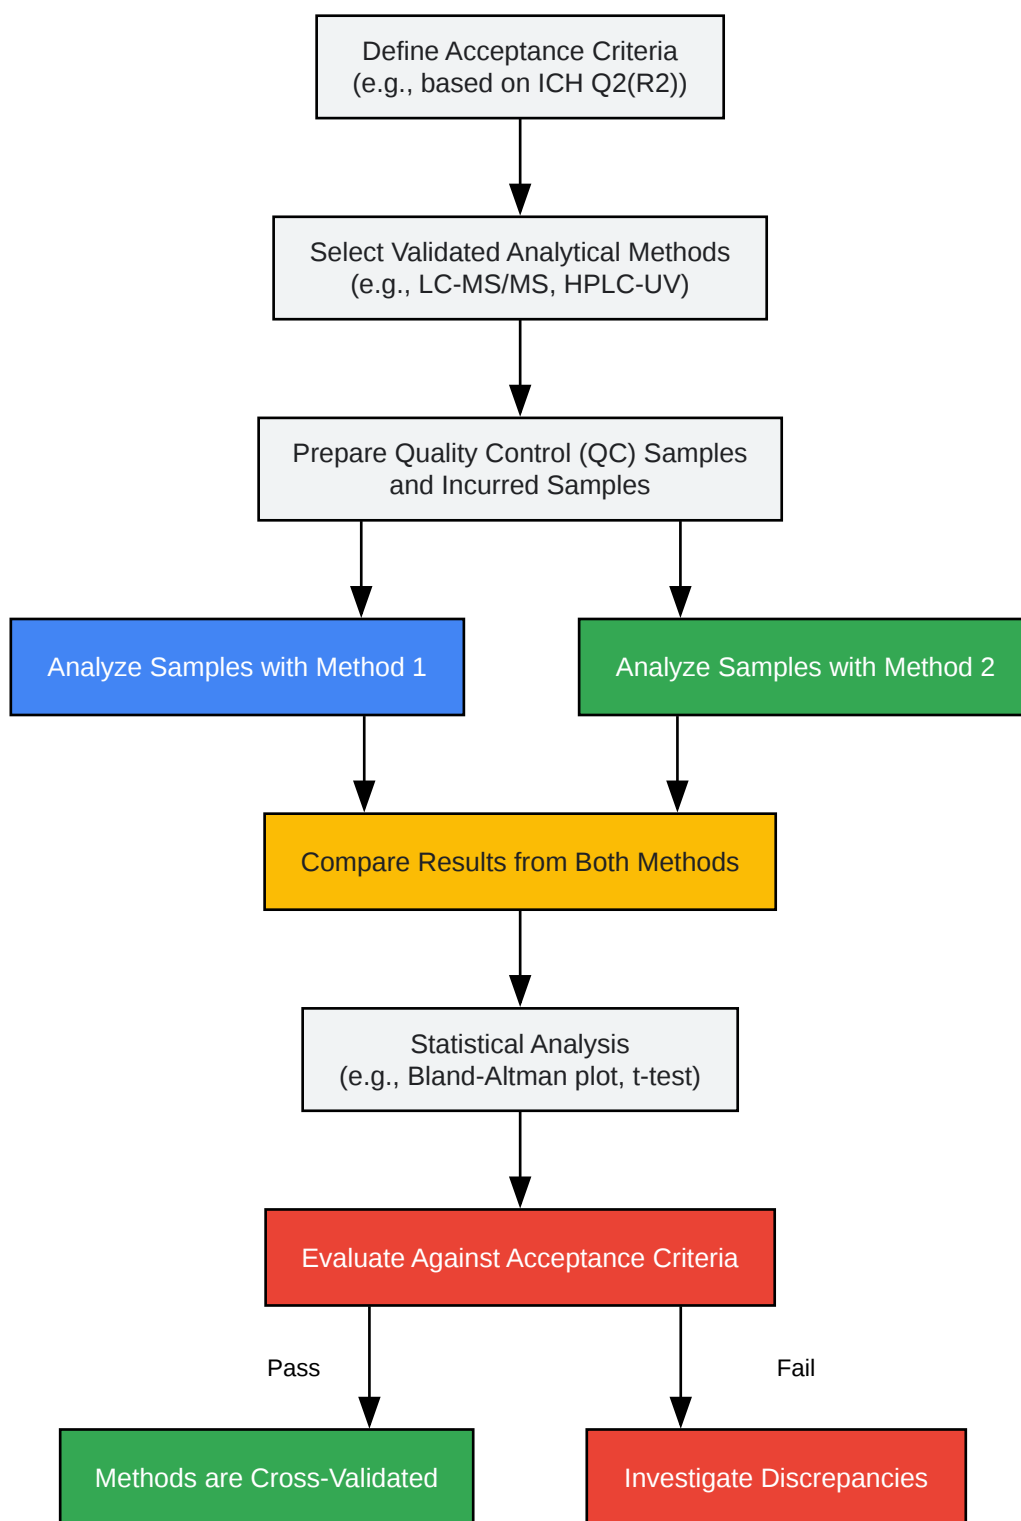 Define Acceptance Criteria
(e.g., based on ICH Q2(R2))
Select Validated Analytical Methods
(e.g., LC-MS/MS, HPLC-UV)
Prepare Quality Control (QC) Samples
and Incurred Samples
Analyze Samples with Method 1
Analyze Samples with Method 2
Compare Results from Both Methods
Statistical Analysis
(e.g., Bland-Altman plot, t-test)
Evaluate Against Acceptance Criteria
Pass
Fail
Methods are Cross-Validated
Investigate Discrepancies